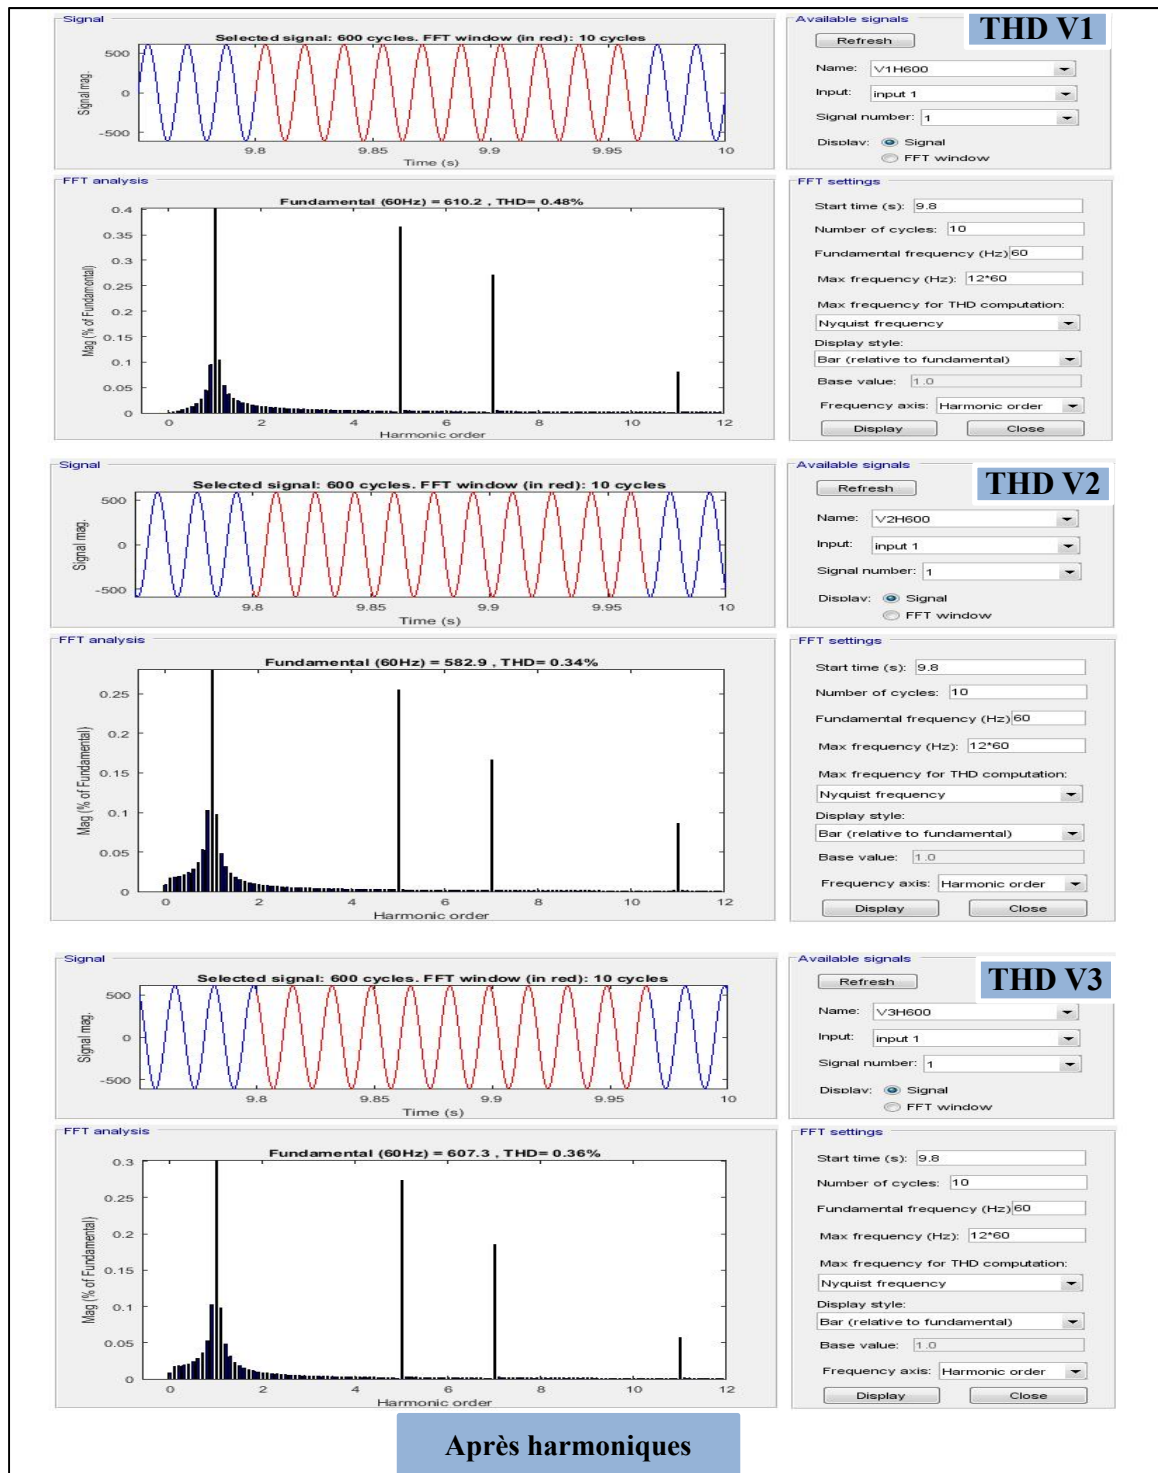 Signal
Selected signal: 600 cycles. FFT window (in red): 10 cycles
500
0
-500
Signal mag.
9.8
9.85
9.9
9.95
10
Time (s)
Available signals
THD V1
Refresh
Name: V1H600
Input: input 1
Signal number: 1
Display: Signal
FFT window
FFT analysis
Fundamental (60Hz) = 610.2 , THD= 0.48%
0.4
0.35
0.3
0.25
0.2
0.15
0.1
0.05
0
Mag (% of Fundamental)
0
2
4
6
8
10
12
Harmonic order
FFT settings
Start time (s): 9.8
Number of cycles: 10
Fundamental frequency (Hz) 60
Max frequency (Hz): 12*60
Max frequency for THD computation:
Nyquist frequency
Display style:
Bar (relative to fundamental)
Base value: 1.0
Frequency axis: Harmonic order
Display Close
Signal
Selected signal: 600 cycles. FFT window (in red): 10 cycles
500
0
-500
Signal mag.
9.8
9.85
9.9
9.95
10
Time (s)
Available signals
THD V2
Refresh
Name: V2H600
Input: input 1
Signal number: 1
Display: Signal
FFT window
FFT analysis
Fundamental (60Hz) = 582.9 , THD= 0.34%
0.25
0.2
0.15
0.1
0.05
0
Mag (% of Fundamental)
0
2
4
6
8
10
12
Harmonic order
FFT settings
Start time (s): 9.8
Number of cycles: 10
Fundamental frequency (Hz) 60
Max frequency (Hz): 12*60
Max frequency for THD computation:
Nyquist frequency
Display style:
Bar (relative to fundamental)
Base value: 1.0
Frequency axis: Harmonic order
Display Close
Signal
Selected signal: 600 cycles. FFT window (in red): 10 cycles
500
0
-500
Signal mag.
9.8
9.85
9.9
9.95
10
Time (s)
Available signals
THD V3
Refresh
Name: V3H600
Input: input 1
Signal number: 1
Display: Signal
FFT window
FFT analysis
Fundamental (60Hz) = 607.3 , THD= 0.36%
0.3
0.25
0.2
0.15
0.1
0.05
0
Mag (% of Fundamental)
0
2
4
6
8
10
12
Harmonic order
FFT settings
Start time (s): 9.8
Number of cycles: 10
Fundamental frequency (Hz) 60
Max frequency (Hz): 12*60
Max frequency for THD computation:
Nyquist frequency
Display style:
Bar (relative to fundamental)
Base value: 1.0
Frequency axis: Harmonic order
Display Close
Après harmoniques